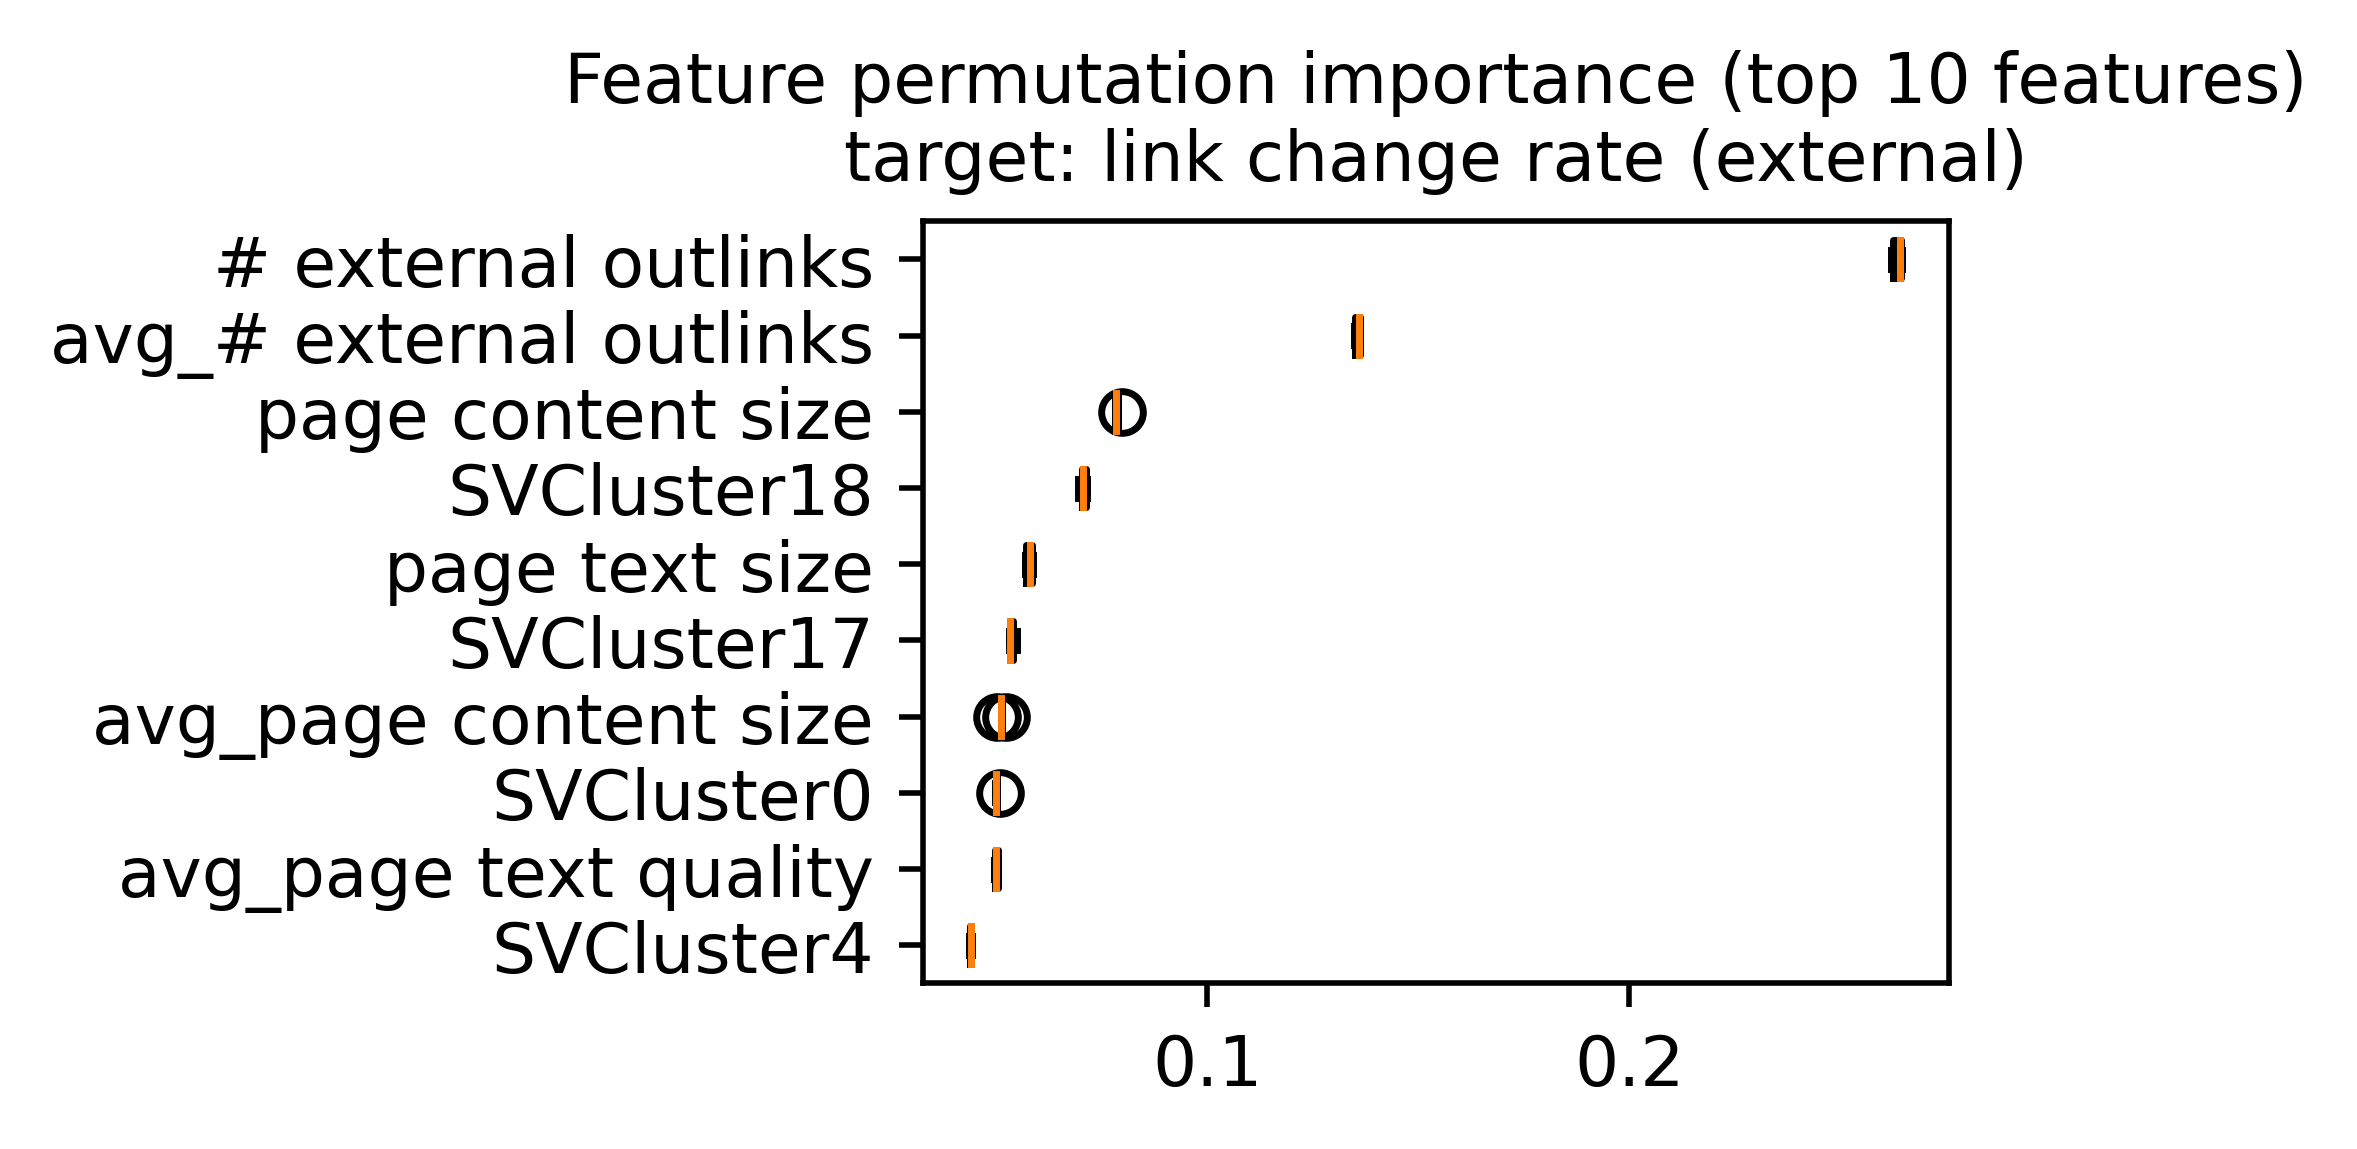 Feature permutation importance (top 10 features)
target: link change rate (external)
# external outlinks
avg_# external outlinks
page content size
SVCluster18
page text size
SVCluster17
avg_page content size
SVCluster0
avg_page text quality
SVCluster4
0.1 0.2